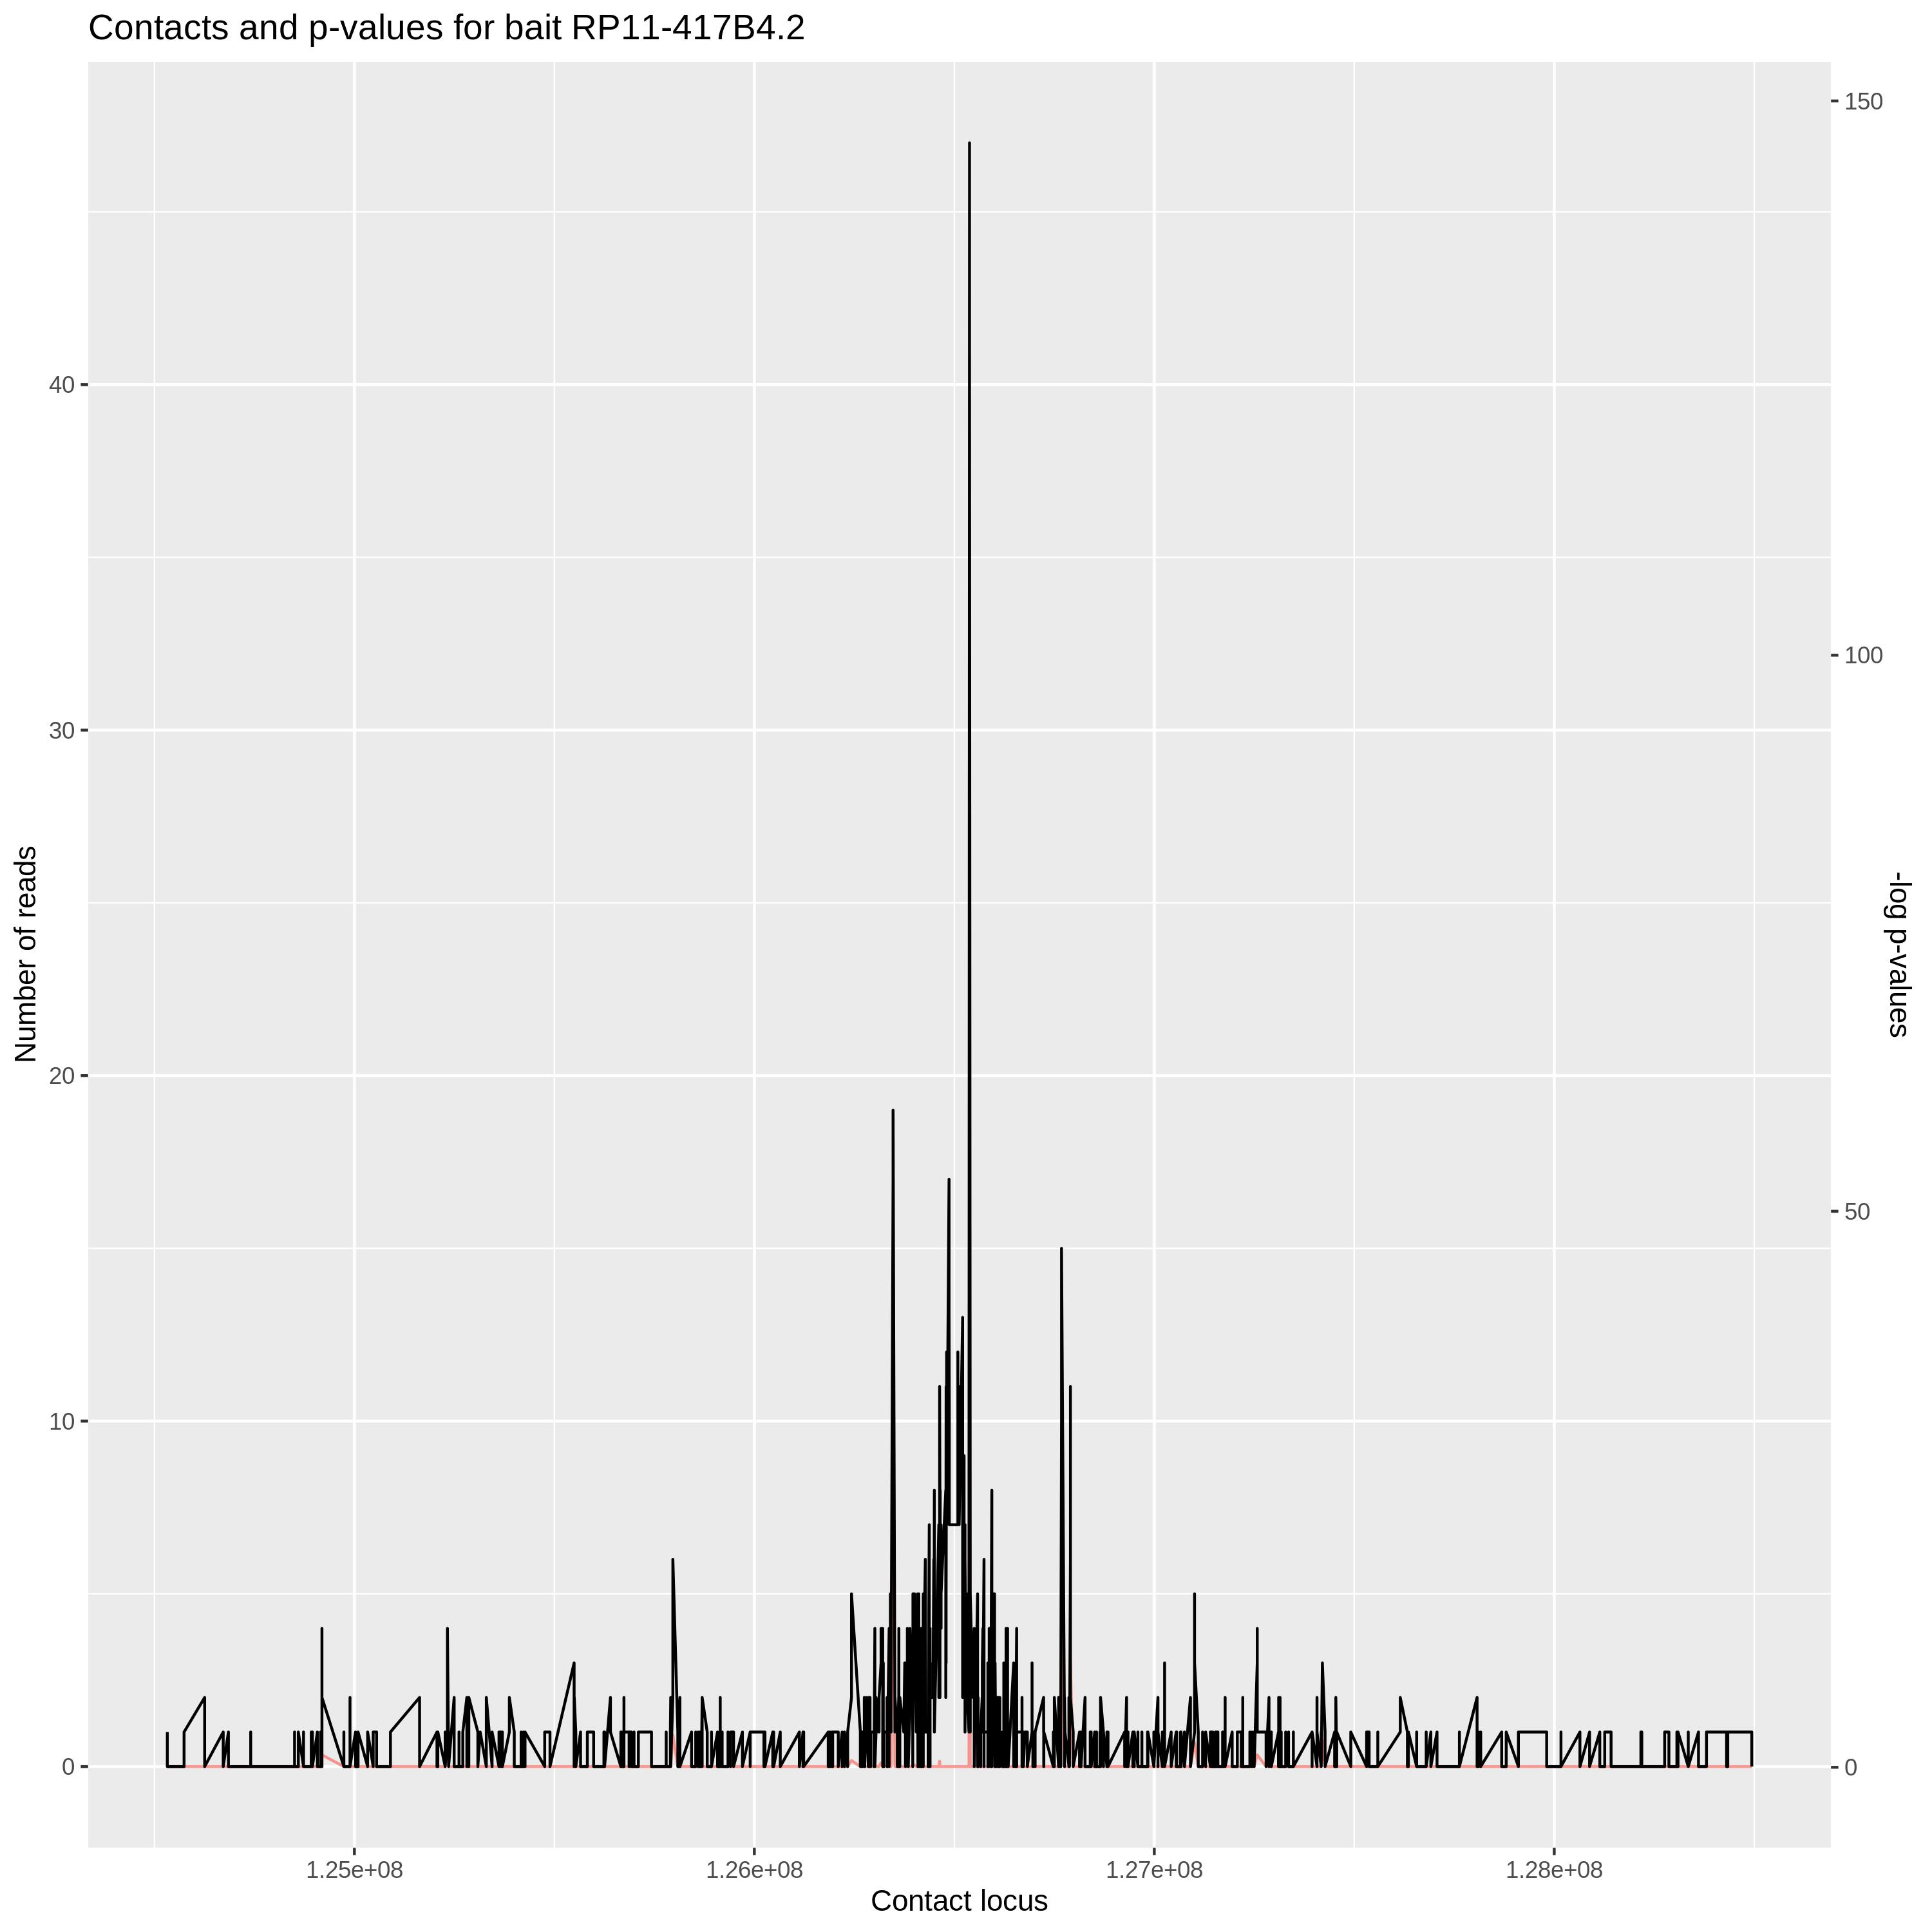 Contacts and p-values for bait RP11-417B4.2
150
40
100
30
Number of reads
-log p-values
20
50
10
0
0
1.25e+08
1.26e+08
1.27e+08
1.28e+08
Contact locus